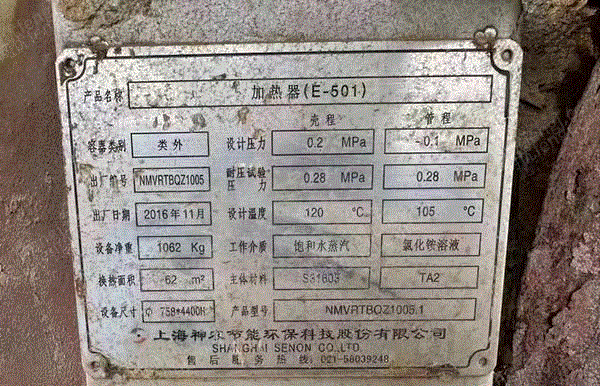 产品名称 加热器(E-501)
壳程 管程
容器类别 类外 设计压力 0.2 MPa -0.1 MPa
出厂编号 NMVRTBQZ1005 耐压试验压力 0.28 MPa 0.28 MPa
出厂日期 2016年11月 设计温度 120 ℃ 105 ℃
设备净重 1062 Kg 工作介质 饱和水蒸汽 氯化铵溶液
换热面积 62 m² 主体材料 S31603 TA2
设备尺寸 Φ 758*4400H 产品型号 NMVRTBQZ1005.1
上海神农节能环保科技股份有限公司
SHANGHAI SENON CO.,LTD
售后服务热线:021-58039248